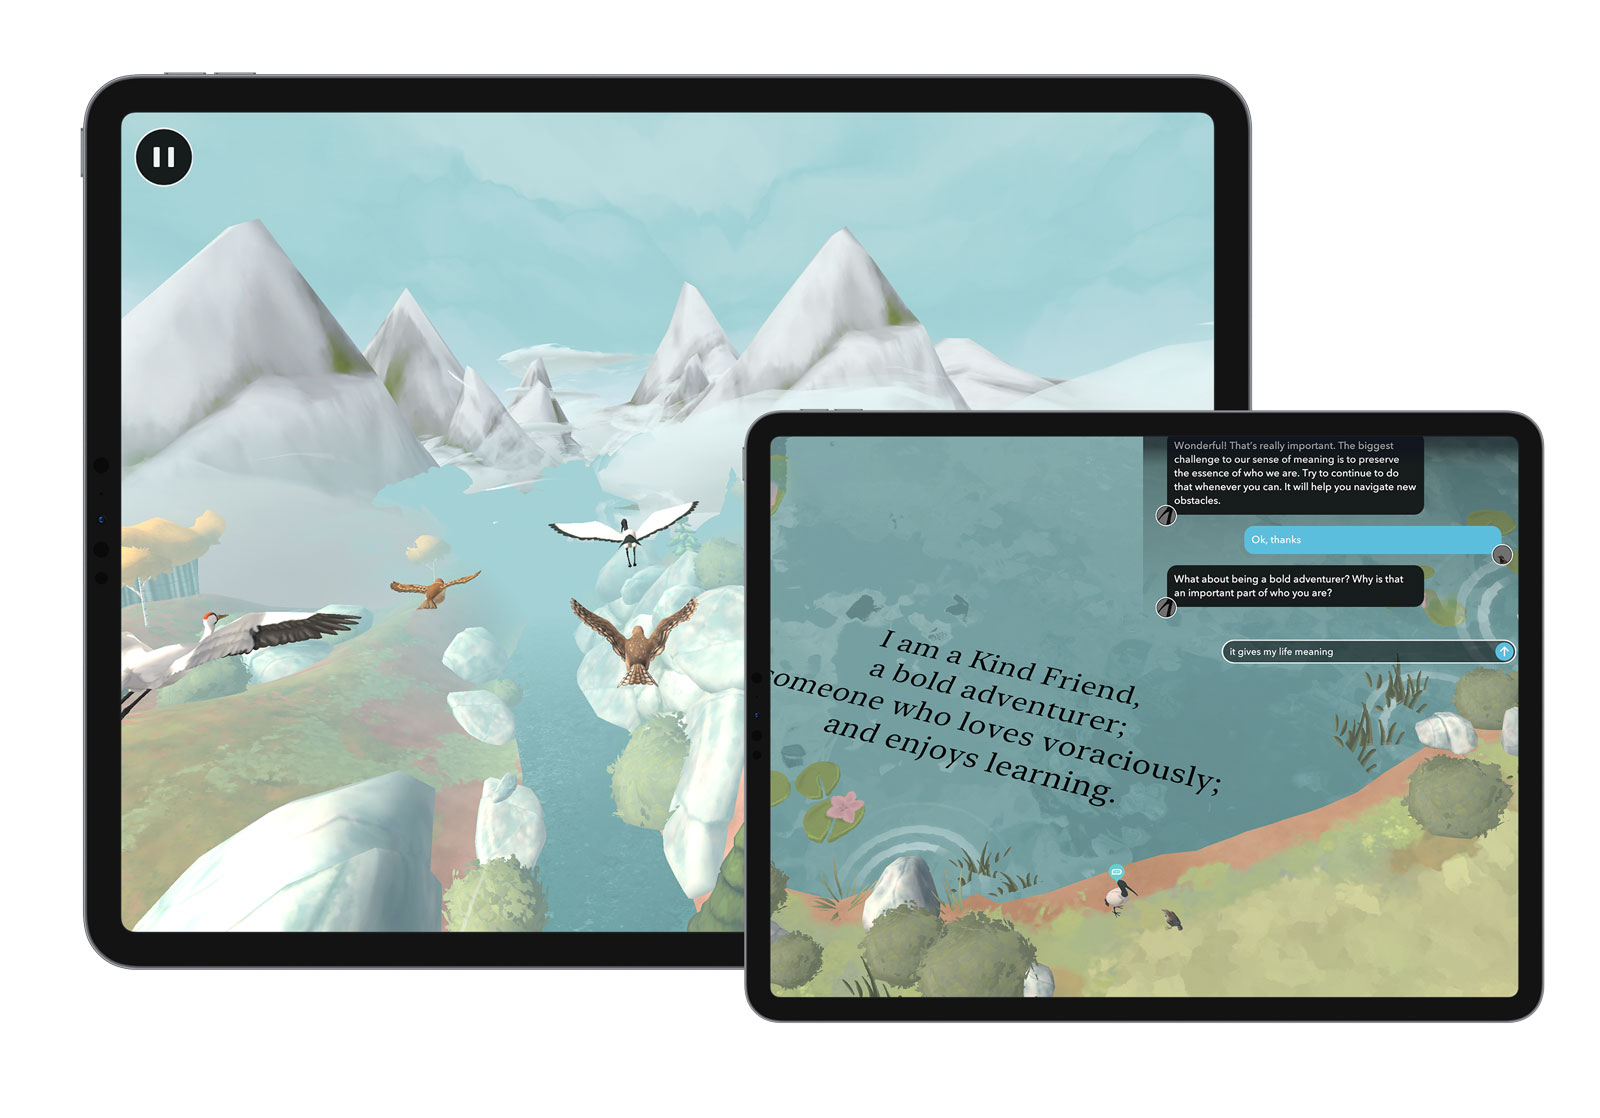 Wonderful! That's really important. The biggest
challenge to our sense of meaning is to preserve
the essence of who we are. Try to continue to do
that whenever you can. It will help you navigate new
obstacles.
Ok, thanks
What about being a bold adventurer? Why is that
an important part of who you are?
it gives my life meaning
I am a Kind Friend,
a bold adventurer;
someone who loves voraciously;
and enjoys learning.